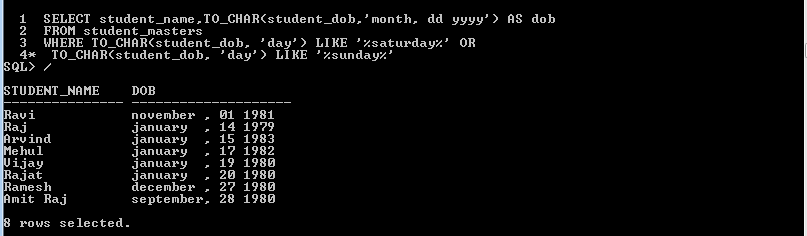 1  SELECT student_name,TO_CHAR(student_dob,'month, dd yyyy') AS dob
2  FROM student_masters
3  WHERE TO_CHAR(student_dob, 'day') LIKE '%saturday%' OR
4*  TO_CHAR(student_dob, 'day') LIKE '%sunday%'
SQL> /
STUDENT_NAME    DOB
--------------- --------------------
Ravi            november , 01 1981
Raj             january  , 14 1979
Arvind          january  , 15 1983
Mehul           january  , 17 1982
Vijay           january  , 19 1980
Rajat           january  , 20 1980
Ramesh          december , 27 1980
Amit Raj        september, 28 1980
8 rows selected.